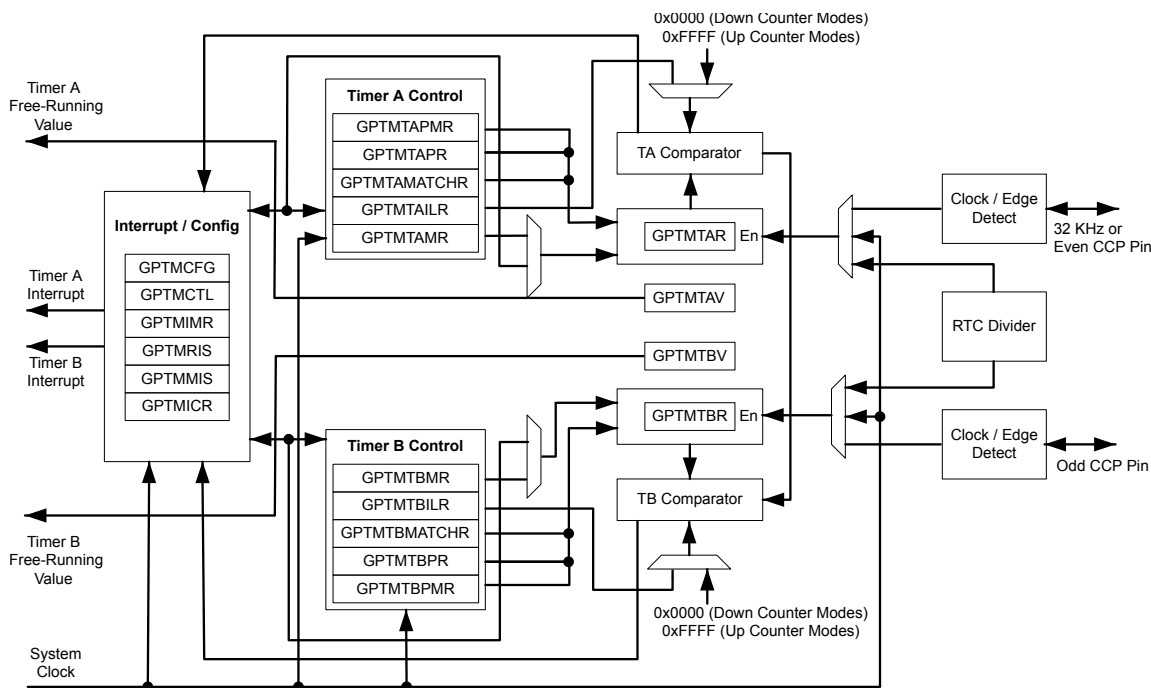 0x0000 (Down Counter Modes)
0xFFFF (Up Counter Modes)
Timer A
Free-Running
Value
Timer A Control
GPTMTAPMR
GPTMTAPR
GPTMTAMATCHR
GPTMTAILR
GPTMTAMR
TA Comparator
GPTMTAR
En
Clock / Edge
Detect
32 KHz or
Even CCP Pin
Interrupt / Config
GPTMCFG
GPTMCTL
GPTMIMR
GPTMRIS
GPTMMIS
GPTMICR
Timer A
Interrupt
Timer B
Interrupt
GPTMTAV
GPTMTBV
RTC Divider
GPTMTBR
En
Clock / Edge
Detect
Odd CCP Pin
Timer B Control
GPTMTBMR
GPTMTBILR
GPTMTBMATCHR
GPTMTBPR
GPTMTBPMR
TB Comparator
Timer B
Free-Running
Value
0x0000 (Down Counter Modes)
0xFFFF (Up Counter Modes)
System
Clock